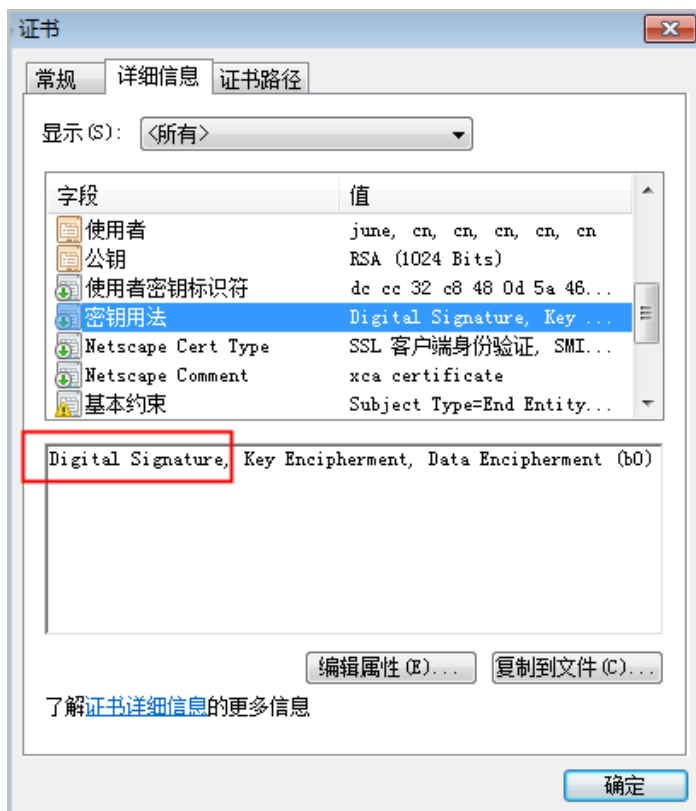 证书
常规 详细信息 证书路径
显示(S): <所有>
字段 值
使用者 june, cn, cn, cn, cn, cn
公钥 RSA (1024 Bits)
使用者密钥标识符 dc cc 32 c8 48 0d 5a 46...
密钥用法 Digital Signature, Key ...
Netscape Cert Type SSL 客户端身份验证, SMI...
Netscape Comment xca certificate
基本约束 Subject Type=End Entity...
Digital Signature, Key Encipherment, Data Encipherment (b0)
编辑属性(E)... 复制到文件(C)...
了解证书详细信息的更多信息
确定